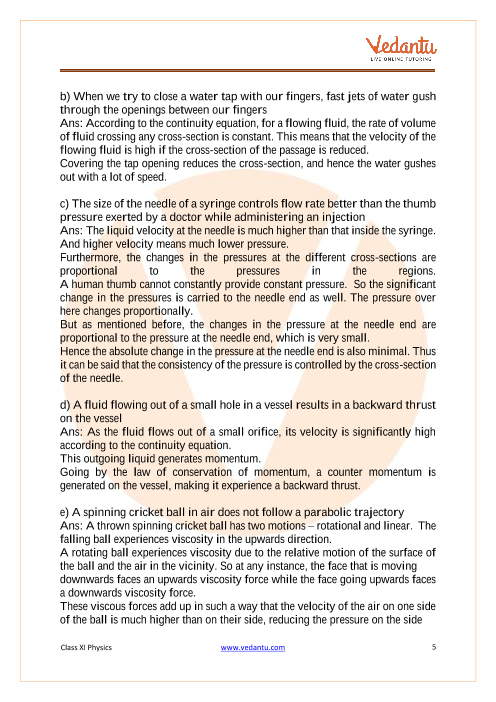 Vedantu
LIVE ONLINE TUTORING
b) When we try to close a water tap with our fingers, fast jets of water gush
through the openings between our fingers
Ans: According to the continuity equation, for a flowing fluid, the rate of volume
of fluid crossing any cross-section is constant. This means that the velocity of the
flowing fluid is high if the cross-section of the passage is reduced.
Covering the tap opening reduces the cross-section, and hence the water gushes
out with a lot of speed.
c) The size of the needle of a syringe controls flow rate better than the thumb
pressure exerted by a doctor while administering an injection
Ans: The liquid velocity at the needle is much higher than that inside the syringe.
And higher velocity means much lower pressure.
Furthermore, the changes in the pressures at the different cross-sections are
proportional to the pressures in the regions.
A human thumb cannot constantly provide constant pressure. So the significant
change in the pressures is carried to the needle end as well. The pressure over
here changes proportionally.
But as mentioned before, the changes in the pressure at the needle end are
proportional to the pressure at the needle end, which is very small.
Hence the absolute change in the pressure at the needle end is also minimal. Thus
it can be said that the consistency of the pressure is controlled by the cross-section
of the needle.
d) A fluid flowing out of a small hole in a vessel results in a backward thrust
on the vessel
Ans: As the fluid flows out of a small orifice, its velocity is significantly high
according to the continuity equation.
This outgoing liquid generates momentum.
Going by the law of conservation of momentum, a counter momentum is
generated on the vessel, making it experience a backward thrust.
e) A spinning cricket ball in air does not follow a parabolic trajectory
Ans: A thrown spinning cricket ball has two motions – rotational and linear. The
falling ball experiences viscosity in the upwards direction.
A rotating ball experiences viscosity due to the relative motion of the surface of
the ball and the air in the vicinity. So at any instance, the face that is moving
downwards faces an upwards viscosity force while the face going upwards faces
a downwards viscosity force.
These viscous forces add up in such a way that the velocity of the air on one side
of the ball is much higher than on their side, reducing the pressure on the side
Class XI Physics www.vedantu.com 5